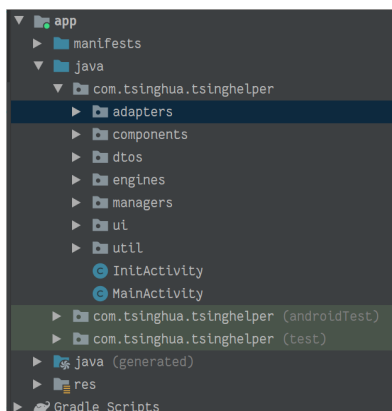 app
manifests
java
com.tsinghua.tsinghelper
adapters
components
dtos
engines
managers
ui
util
C InitActivity
C MainActivity
com.tsinghua.tsinghelper (androidTest)
com.tsinghua.tsinghelper (test)
java (generated)
res
Gradle Scripts